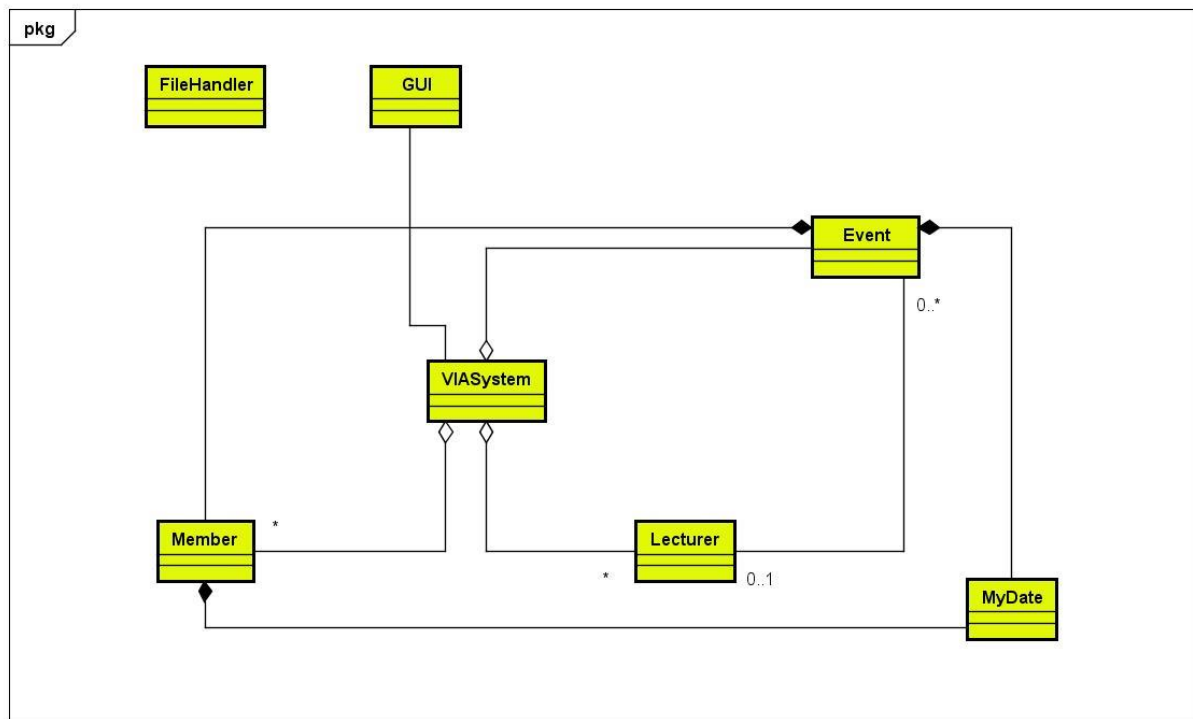 pkg
FileHandler
GUI
Event
0..*
VIASystem
Member
*
Lecturer
*
0..1
MyDate